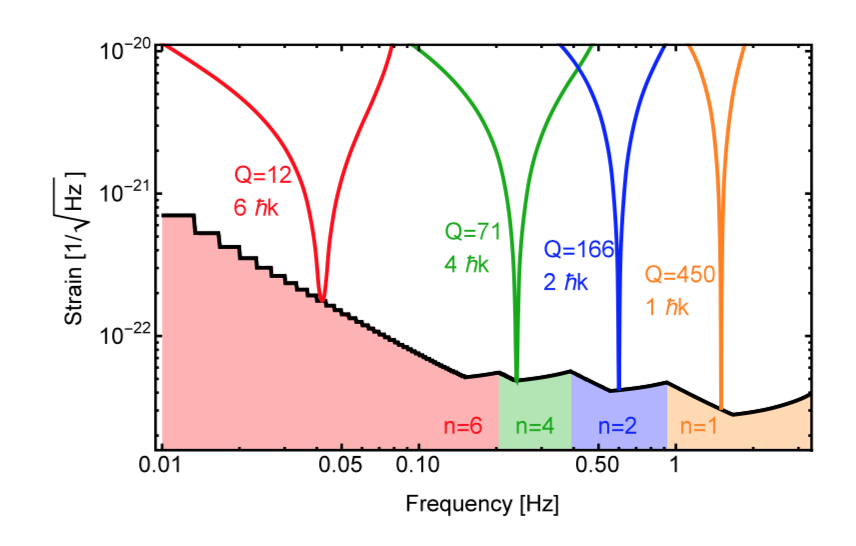 10⁻²⁰
10⁻²¹
10⁻²²
Strain [1/√Hz ]
Q=12
6 ℏk
Q=71
4 ℏk
Q=166
2 ℏk
Q=450
1 ℏk
n=6
n=4
n=2
n=1
0.01
0.05
0.10
0.50
1
Frequency [Hz]